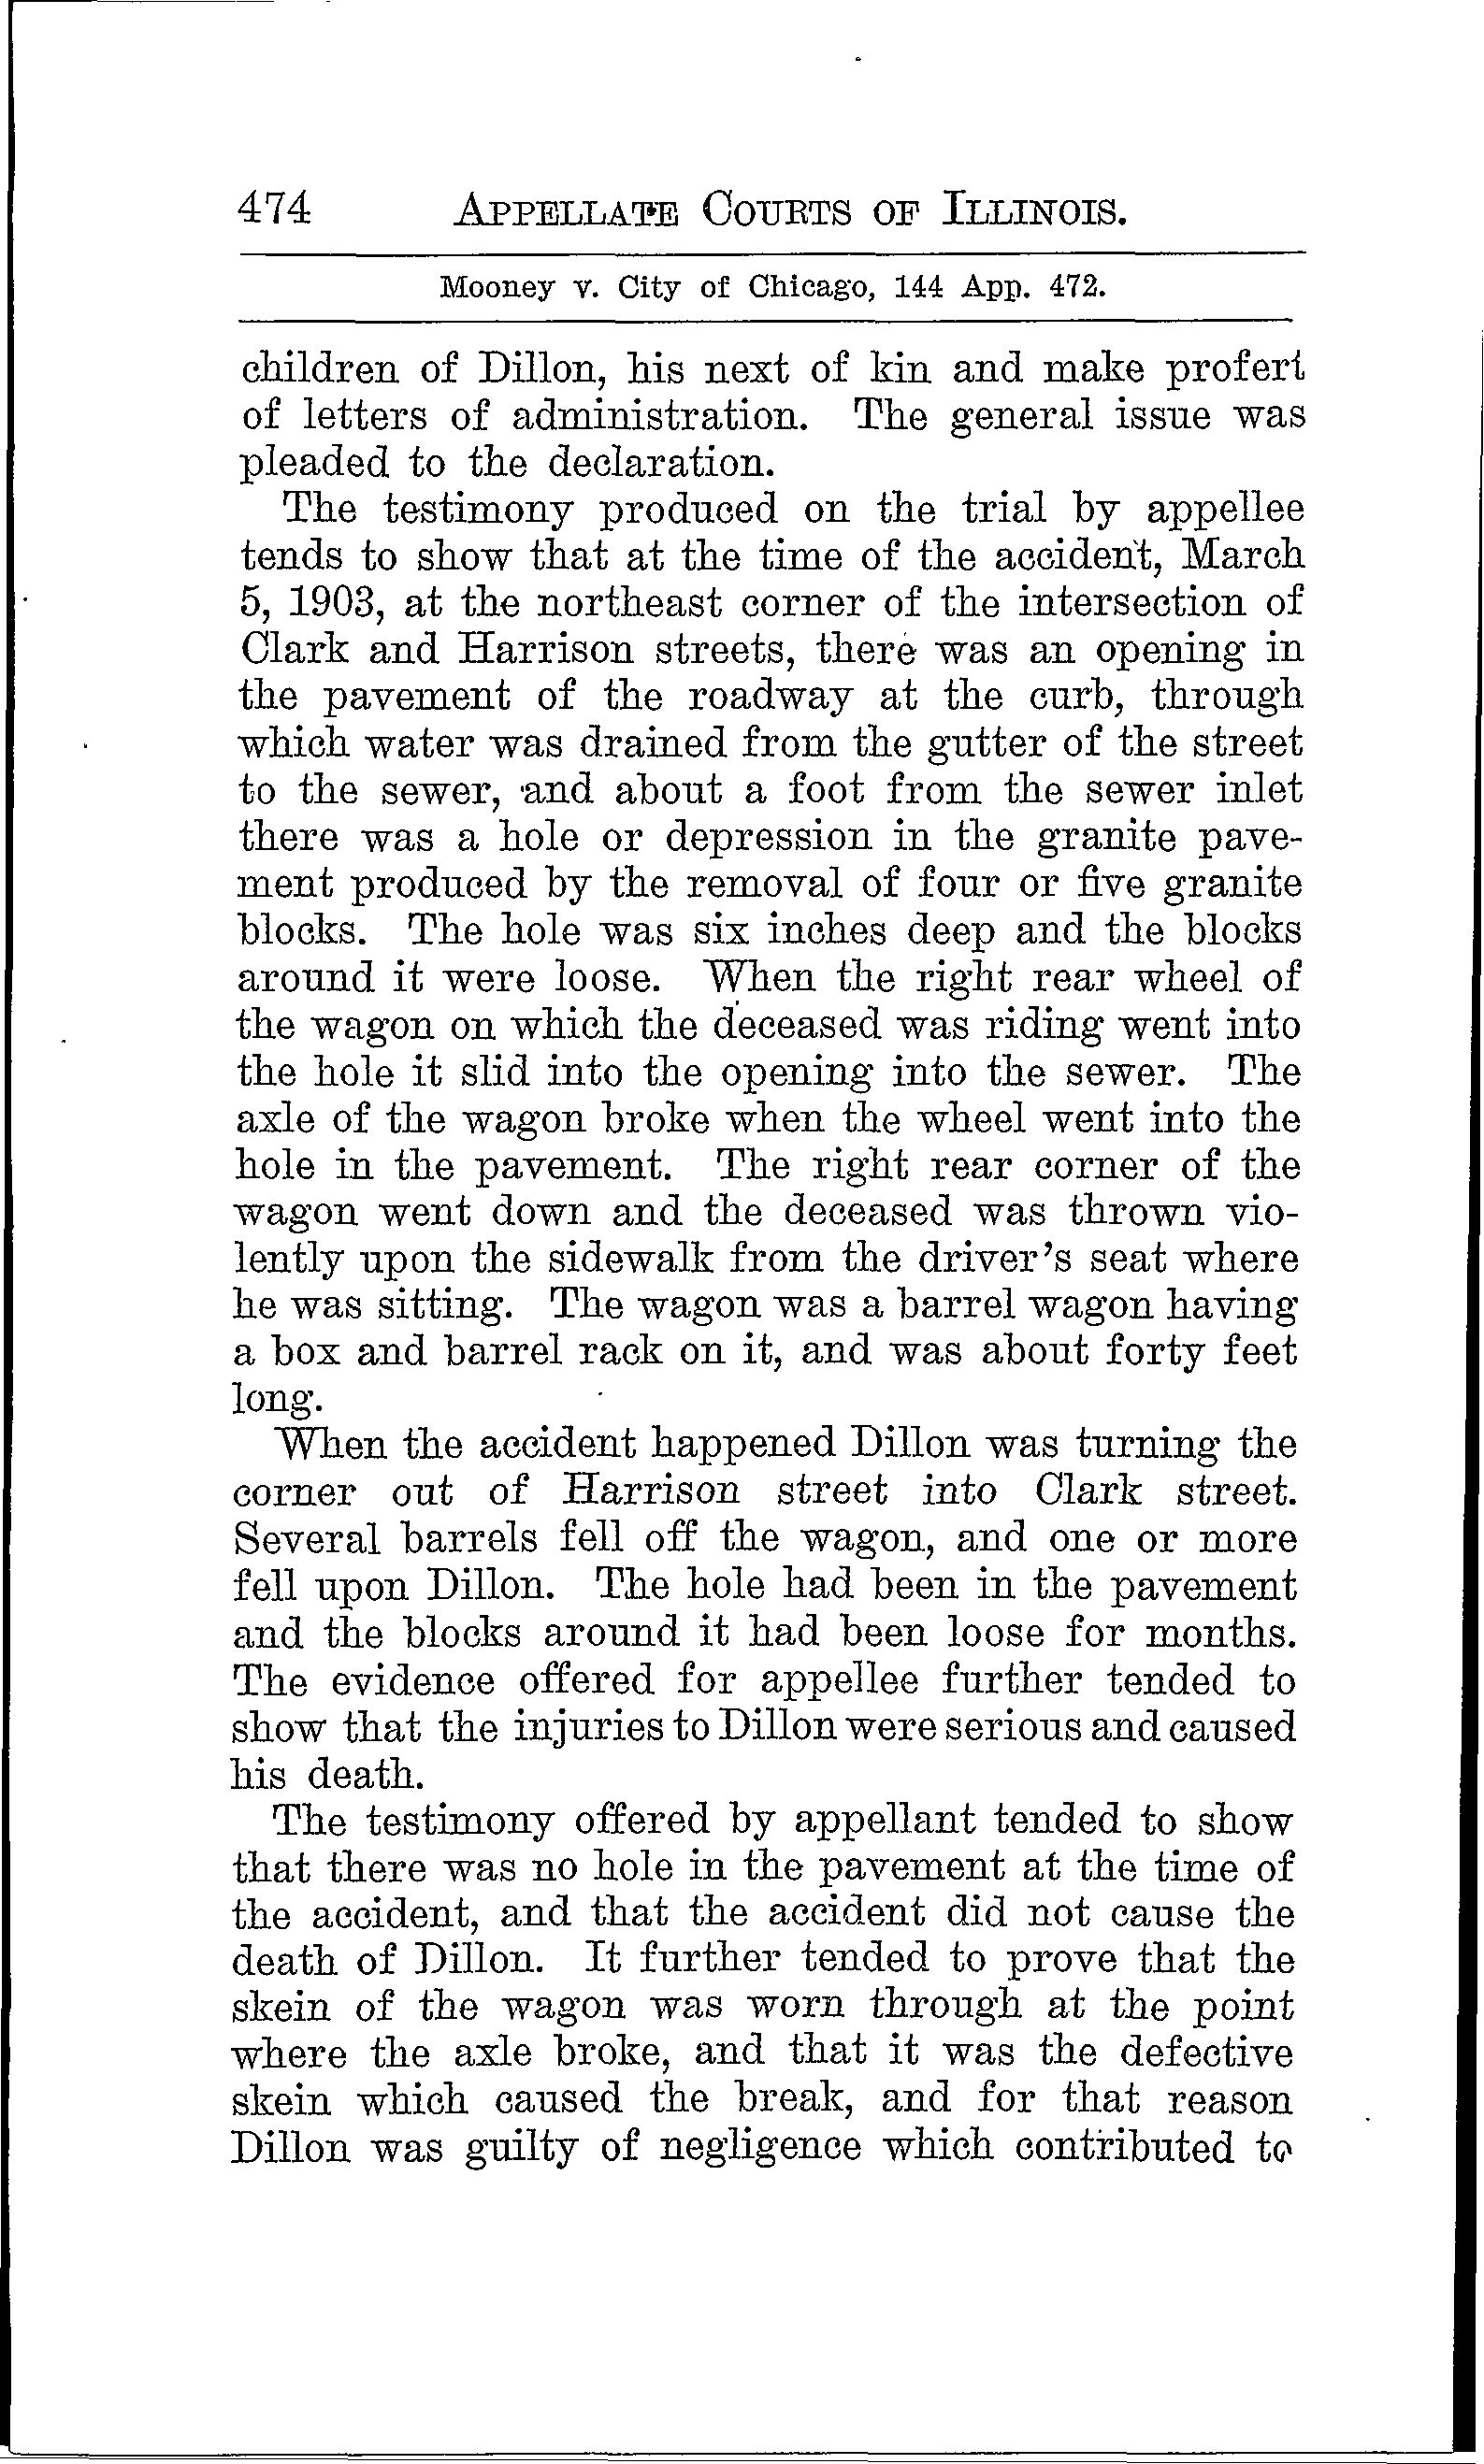 474 APPELLATE COURTS OF ILLINOIS.
Mooney v. City of Chicago, 144 App. 472.
children of Dillon, his next of kin and make profert
of letters of administration. The general issue was
pleaded to the declaration.
The testimony produced on the trial by appellee
tends to show that at the time of the accident, March
5, 1903, at the northeast corner of the intersection of
Clark and Harrison streets, there was an opening in
the pavement of the roadway at the curb, through
which water was drained from the gutter of the street
to the sewer, and about a foot from the sewer inlet
there was a hole or depression in the granite pave-
ment produced by the removal of four or five granite
blocks. The hole was six inches deep and the blocks
around it were loose. When the right rear wheel of
the wagon on which the deceased was riding went into
the hole it slid into the opening into the sewer. The
axle of the wagon broke when the wheel went into the
hole in the pavement. The right rear corner of the
wagon went down and the deceased was thrown vio-
lently upon the sidewalk from the driver's seat where
he was sitting. The wagon was a barrel wagon having
a box and barrel rack on it, and was about forty feet
long.
When the accident happened Dillon was turning the
corner out of Harrison street into Clark street.
Several barrels fell off the wagon, and one or more
fell upon Dillon. The hole had been in the pavement
and the blocks around it had been loose for months.
The evidence offered for appellee further tended to
show that the injuries to Dillon were serious and caused
his death.
The testimony offered by appellant tended to show
that there was no hole in the pavement at the time of
the accident, and that the accident did not cause the
death of Dillon. It further tended to prove that the
skein of the wagon was worn through at the point
where the axle broke, and that it was the defective
skein which caused the break, and for that reason
Dillon was guilty of negligence which contributed to